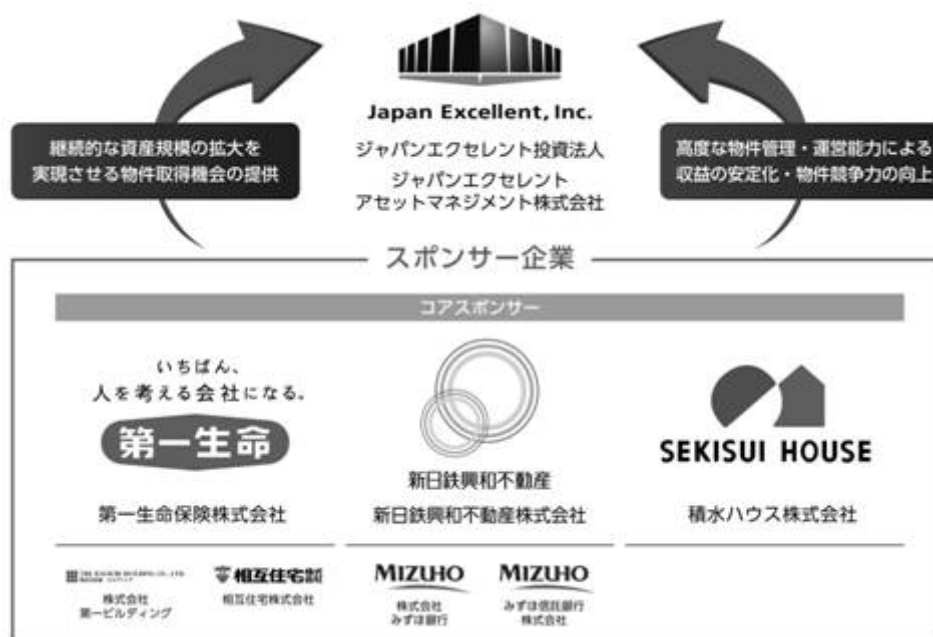 Japan Excellent, Inc.
ジャパンエクセレント投資法人
ジャパンエクセレント
アセットマネジメント株式会社
継続的な資産規模の拡大を
実現させる物件取得機会の提供
高度な物件管理・運営能力による
収益の安定化・物件競争力の向上
スポンサー企業
コアスポンサー
いちばん、
人を考える会社になる。
第一生命
第一生命保険株式会社
新日鉄興和不動産
新日鉄興和不動産株式会社
SEKISUI HOUSE
積水ハウス株式会社
株式会社
第一ビルディング
相互住宅株式会社
相互住宅株式会社
MIZUHO
株式会社
みずほ銀行
MIZUHO
みずほ信託銀行
株式会社